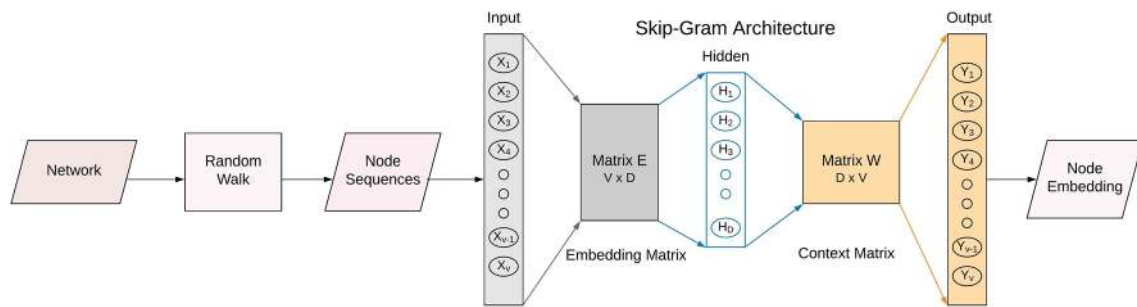 Input
Skip-Gram Architecture
Output
Hidden
Network
Random
Walk
Node
Sequences
X₁
X₂
X₃
X₄
Xᵥ₋₁
Xᵥ
Matrix E
V x D
Embedding Matrix
H₁
H₂
H₃
H_D
Matrix W
D x V
Context Matrix
Y₁
Y₂
Y₃
Y₄
Yᵥ₋₁
Yᵥ
Node
Embedding